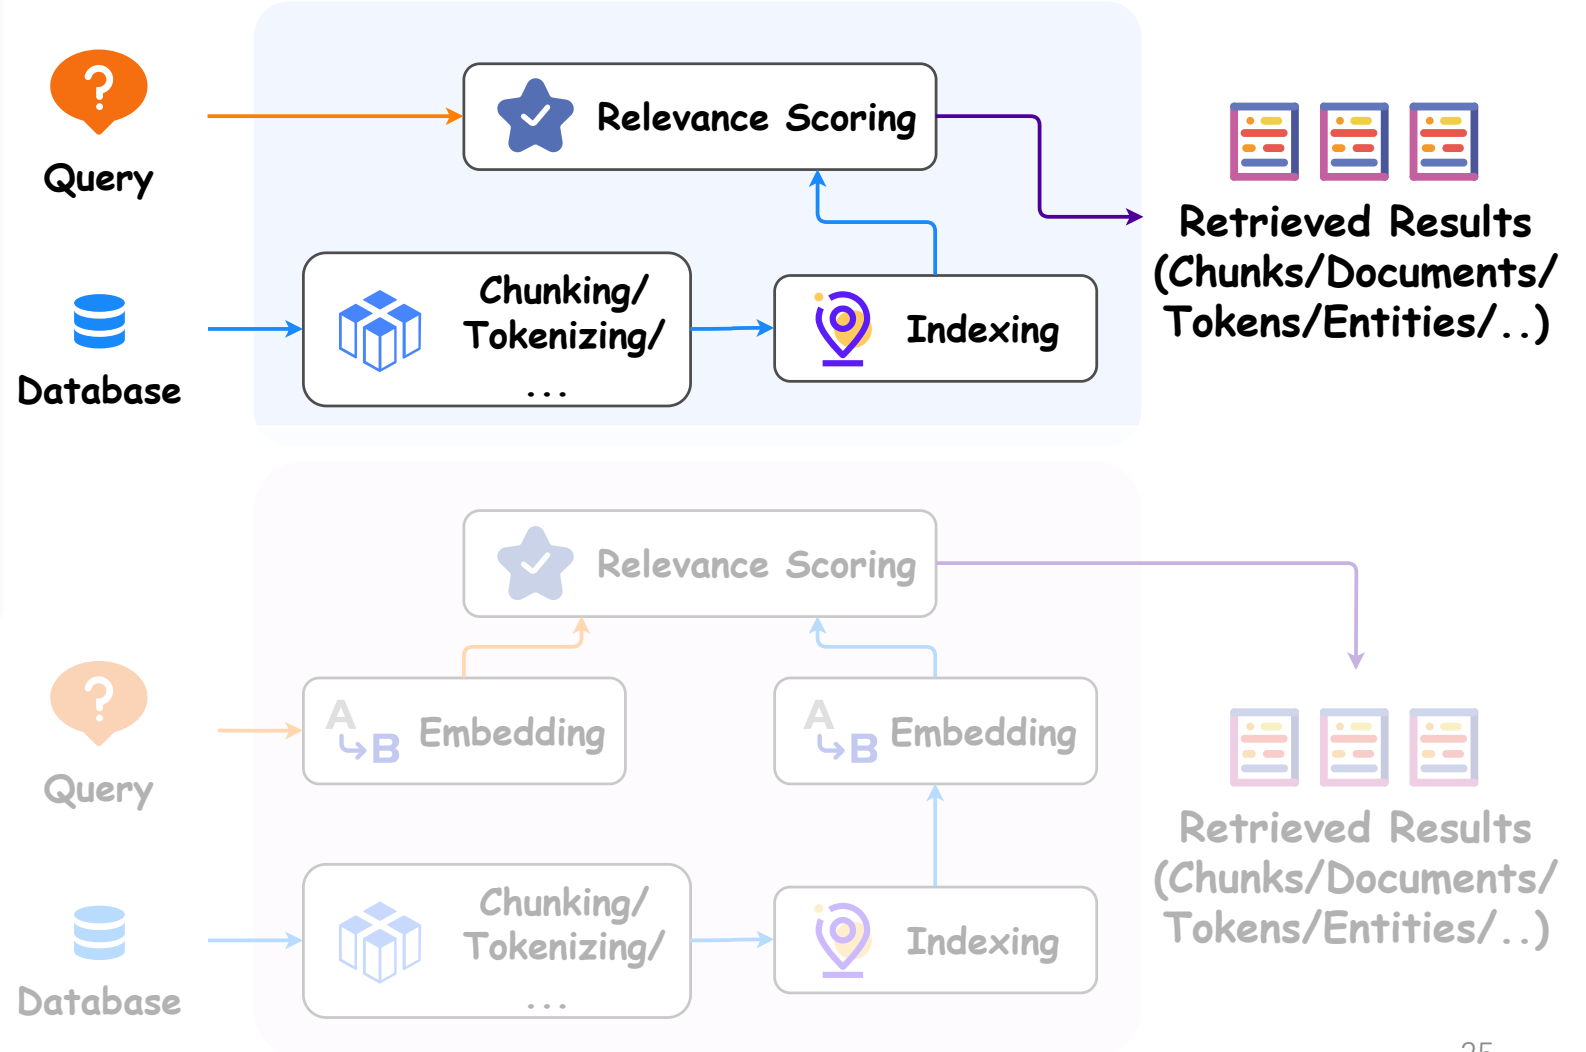 Query
Relevance Scoring
Retrieved Results
(Chunks/Documents/
Tokens/Entities/..)
Database
Chunking/
Tokenizing/
...
Indexing
Relevance Scoring
Query
A
B
Embedding
A
B
Embedding
Retrieved Results
(Chunks/Documents/
Tokens/Entities/..)
Database
Chunking/
Tokenizing/
...
Indexing